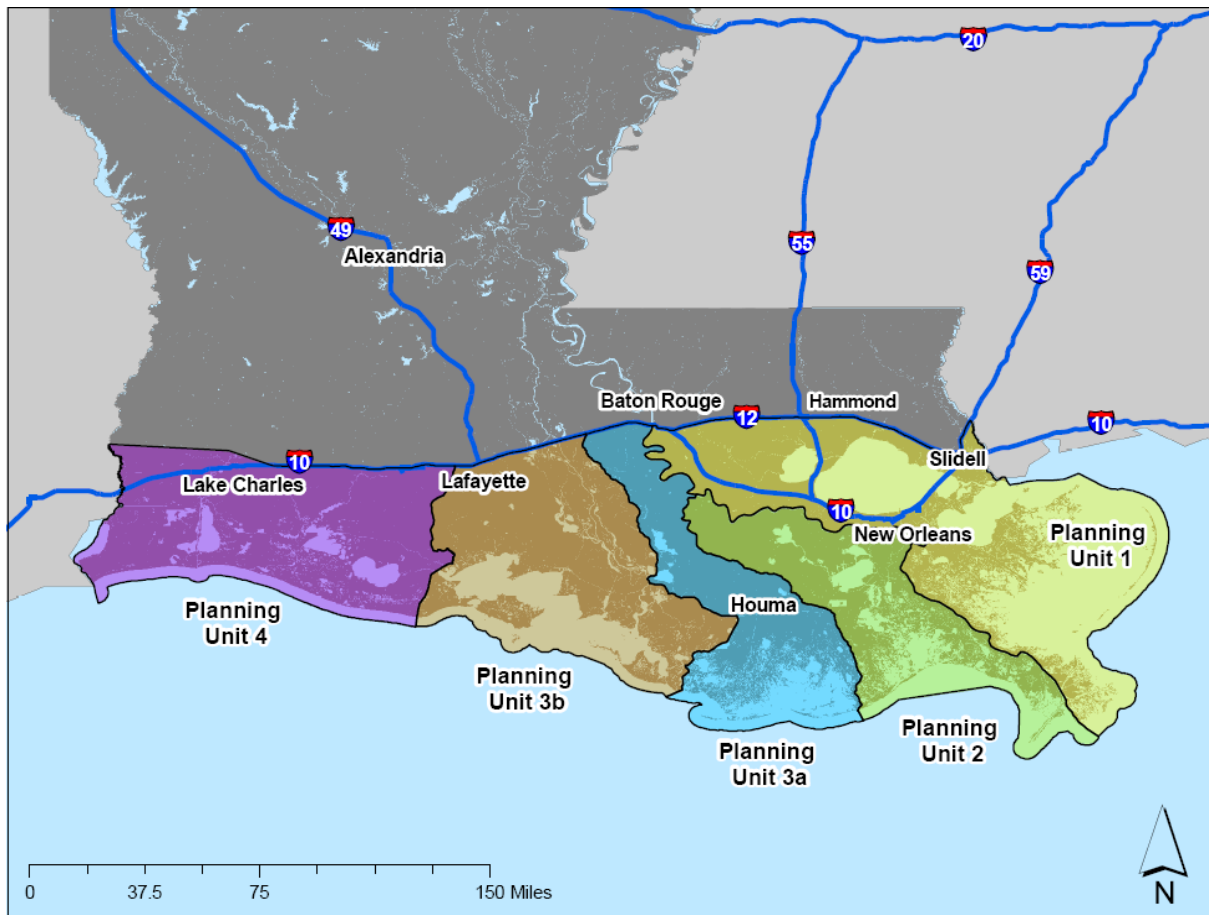 20
49
Alexandria
55
59
Baton Rouge
12
Hammond
10
10
Lake Charles
Lafayette
Slidell
10
New Orleans
Planning
Unit 1
Planning
Unit 4
Houma
Planning
Unit 3b
Planning
Unit 2
Planning
Unit 3a
0
37.5
75
150 Miles
N